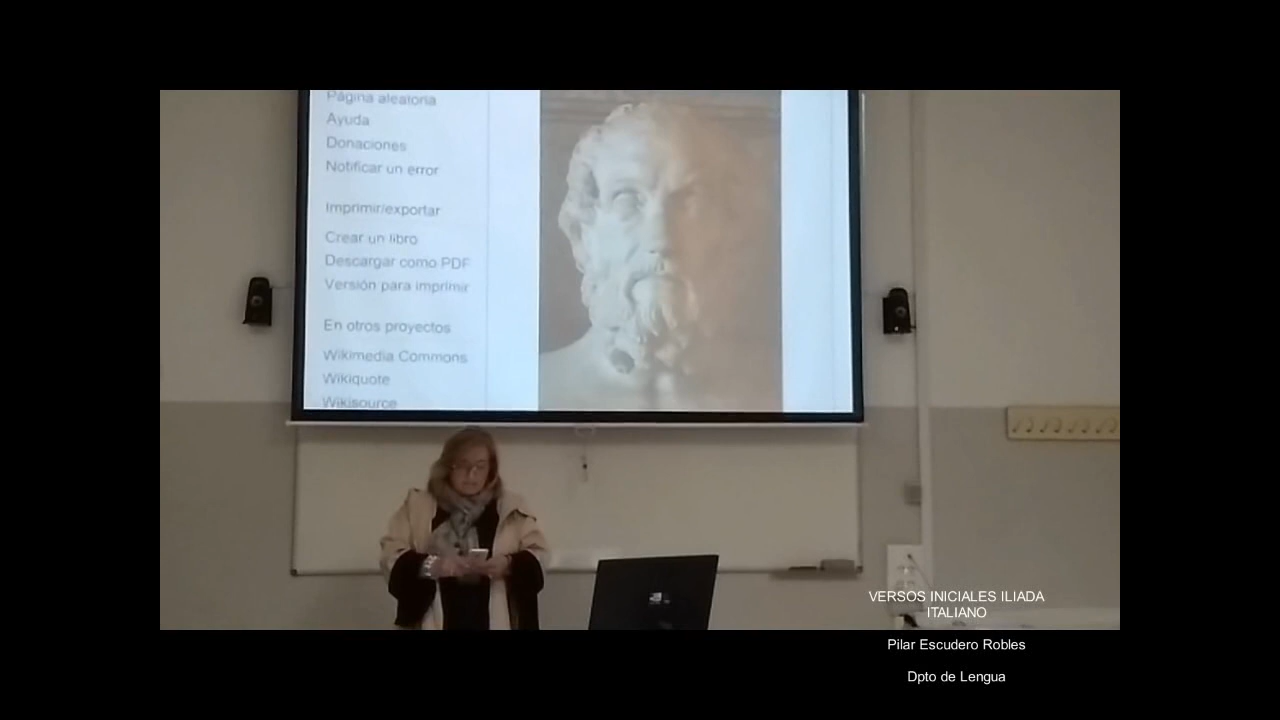 Página aleatoria
Ayuda
Donaciones
Notificar un error
Imprimir/exportar
Crear un libro
Descargar como PDF
Versión para imprimir
En otros proyectos
Wikimedia Commons
Wikiquote
Wikisource
VERSOS INICIALES ILIADA
ITALIANO
Pilar Escudero Robles
Dpto de Lengua